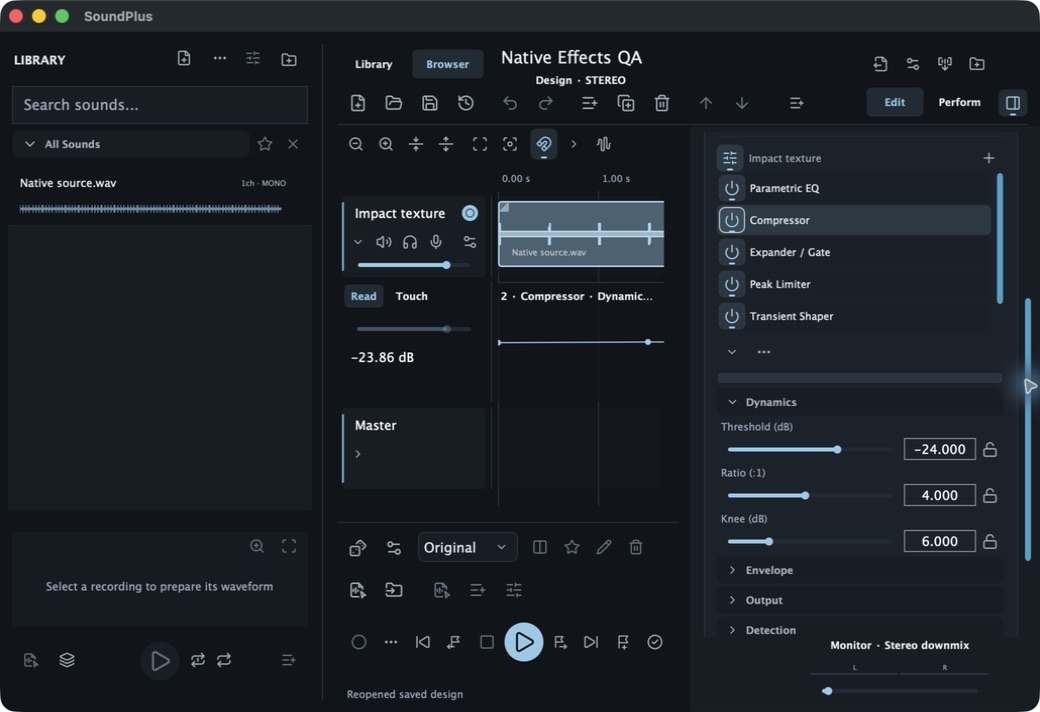 SoundPlus
LIBRARY
Search sounds...
All Sounds
Native source.wav
1ch · MONO
Select a recording to prepare its waveform
Library
Browser
Native Effects QA
Design · STEREO
Edit
Perform
0.00 s
1.00 s
Impact texture
Native source.wav
Read
Touch
2 · Compressor · Dynamic...
−23.86 dB
Master
Original
Reopened saved design
Impact texture
Parametric EQ
Compressor
Expander / Gate
Peak Limiter
Transient Shaper
Dynamics
Threshold (dB)
−24.000
Ratio (:1)
4.000
Knee (dB)
6.000
Envelope
Output
Detection
Monitor · Stereo downmix
L
R